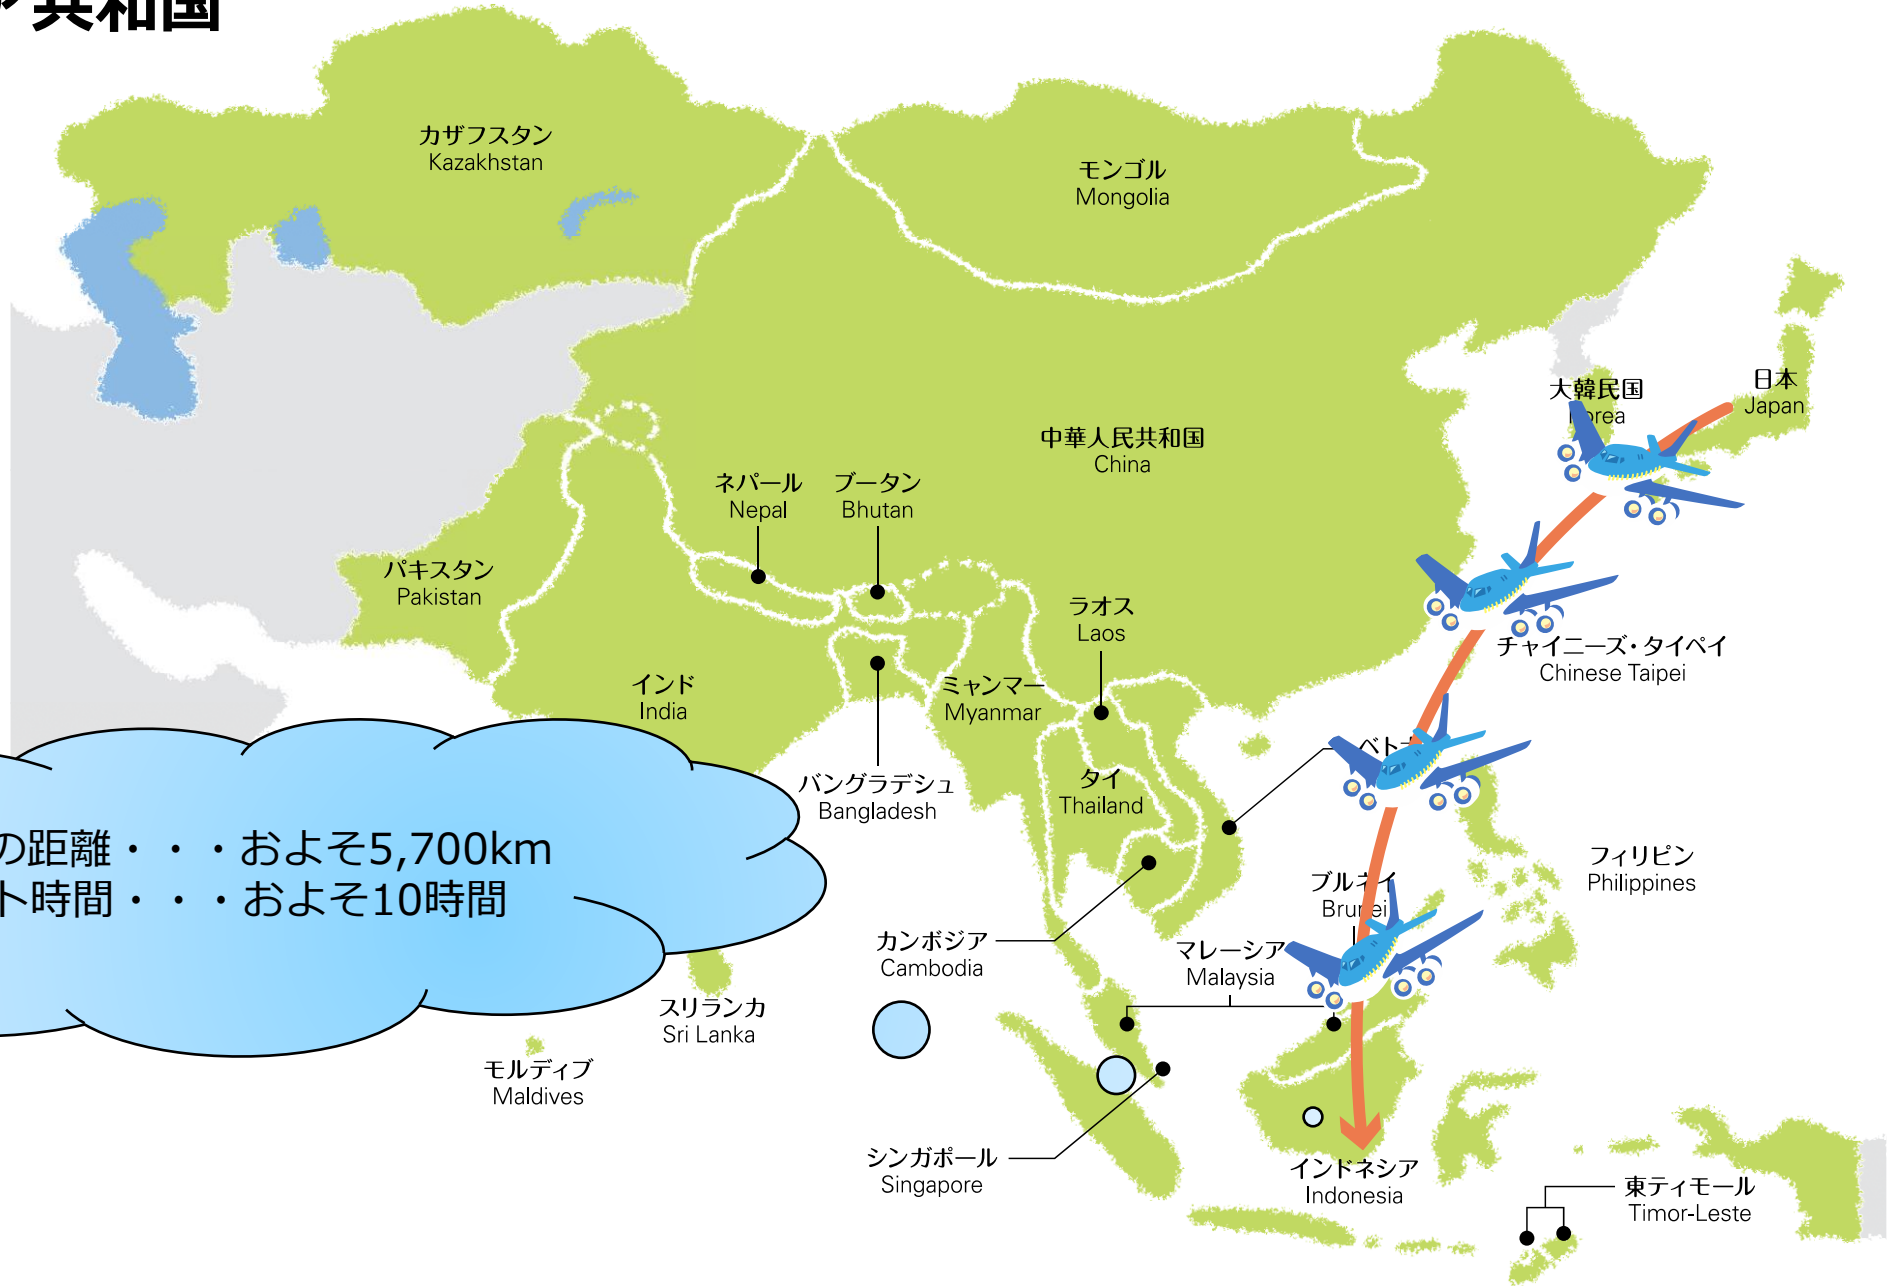 共和国
カザフスタン
Kazakhstan
モンゴル
Mongolia
大韓民国
Korea
日本
Japan
中華人民共和国
China
ネパール
Nepal
ブータン
Bhutan
パキスタン
Pakistan
ラオス
Laos
チャイニーズ・タイペイ
Chinese Taipei
インド
India
ミャンマー
Myanmar
ベト
バングラデシュ
Bangladesh
タイ
Thailand
の距離・・・およそ5,700km
ト時間・・・およそ10時間
フィリピン
Philippines
ブルネイ
Brunei
カンボジア
Cambodia
マレーシア
Malaysia
スリランカ
Sri Lanka
モルディブ
Maldives
シンガポール
Singapore
インドネシア
Indonesia
東ティモール
Timor-Leste